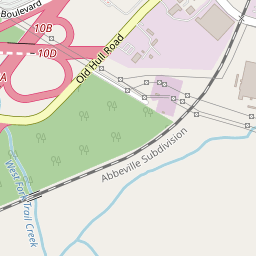 Boulevard
10B
10D
A
Old Hull Road
Abbeville Subdivision
West Fork Trail Creek